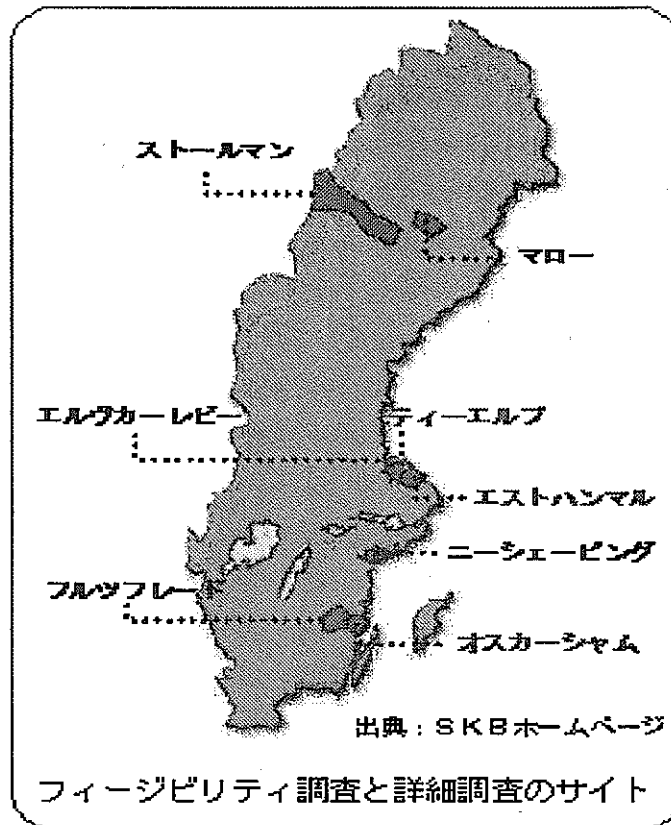 ストールマン
マロー
エルヴカーレビー
ティーエルプ
エストハンマル
ニーシェーピング
フルツフレード
オスカーシャム
出典：SKBホームページ
フィージビリティ調査と詳細調査のサイト